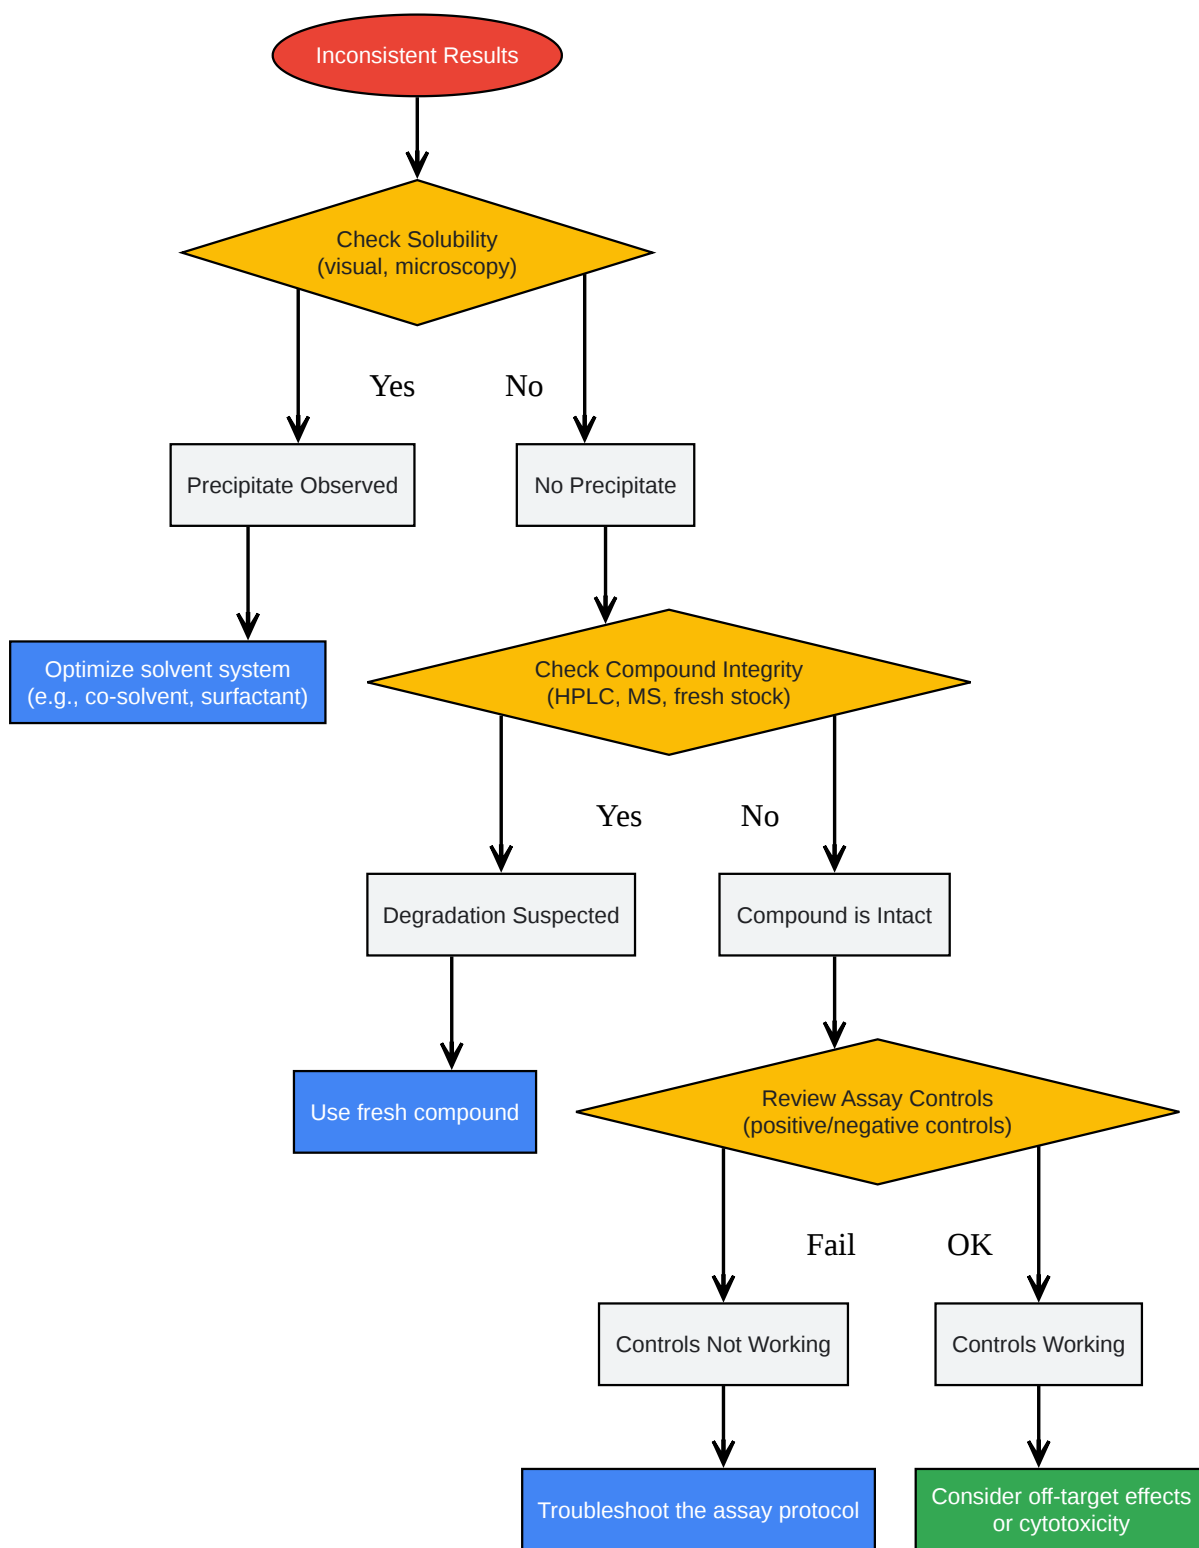 Inconsistent Results
Check Solubility
(visual, microscopy)
Yes
No
Precipitate Observed
No Precipitate
Optimize solvent system
(e.g., co-solvent, surfactant)
Check Compound Integrity
(HPLC, MS, fresh stock)
Yes
No
Degradation Suspected
Compound is Intact
Use fresh compound
Review Assay Controls
(positive/negative controls)
Fail
OK
Controls Not Working
Controls Working
Troubleshoot the assay protocol
Consider off-target effects
or cytotoxicity